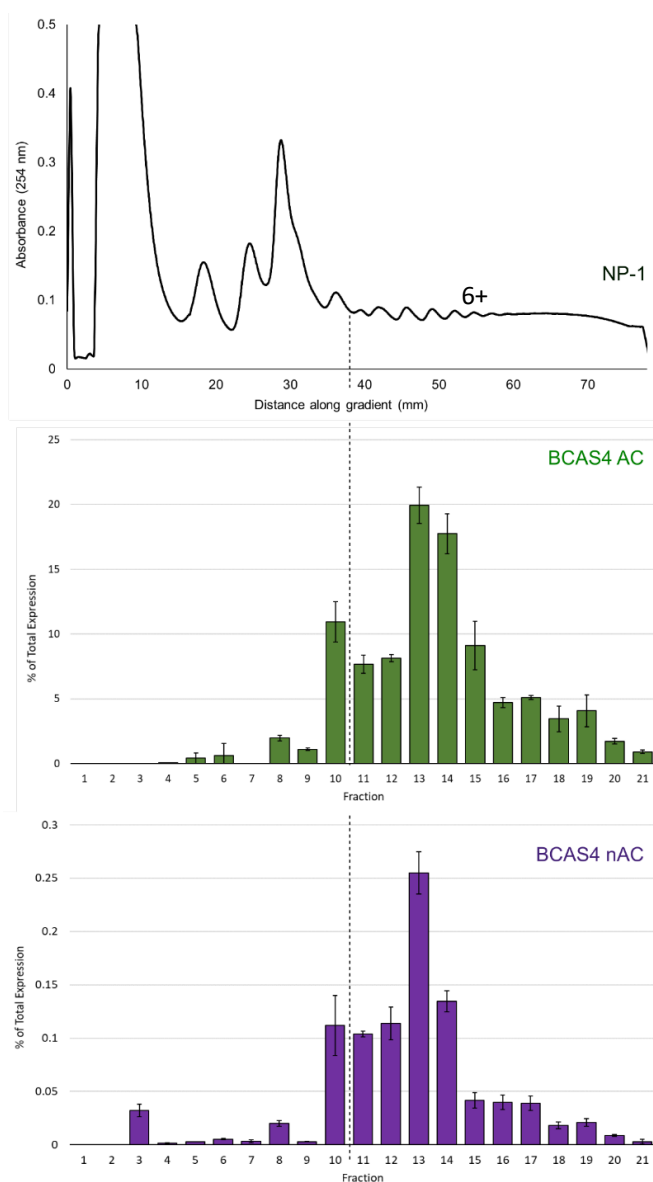 0.5
0.4
0.3
0.2
0.1
0
Absorbance (254 nm)
NP-1
6+
0 10 20 30 40 50 60 70
Distance along gradient (mm)
BCAS4 AC
25
20
15
10
5
0
% of Total Expression
1 2 3 4 5 6 7 8 9 10 11 12 13 14 15 16 17 18 19 20 21
Fraction
BCAS4 nAC
0.3
0.25
0.2
0.15
0.1
0.05
0
% of Total Expression
1 2 3 4 5 6 7 8 9 10 11 12 13 14 15 16 17 18 19 20 21
Fraction